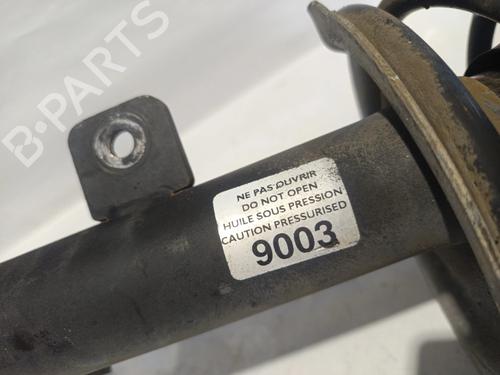 B-PARTS
NE PAS OUVRIR
DO NOT OPEN
HUILE SOUS PRESSION
CAUTION PRESSURISED
9003